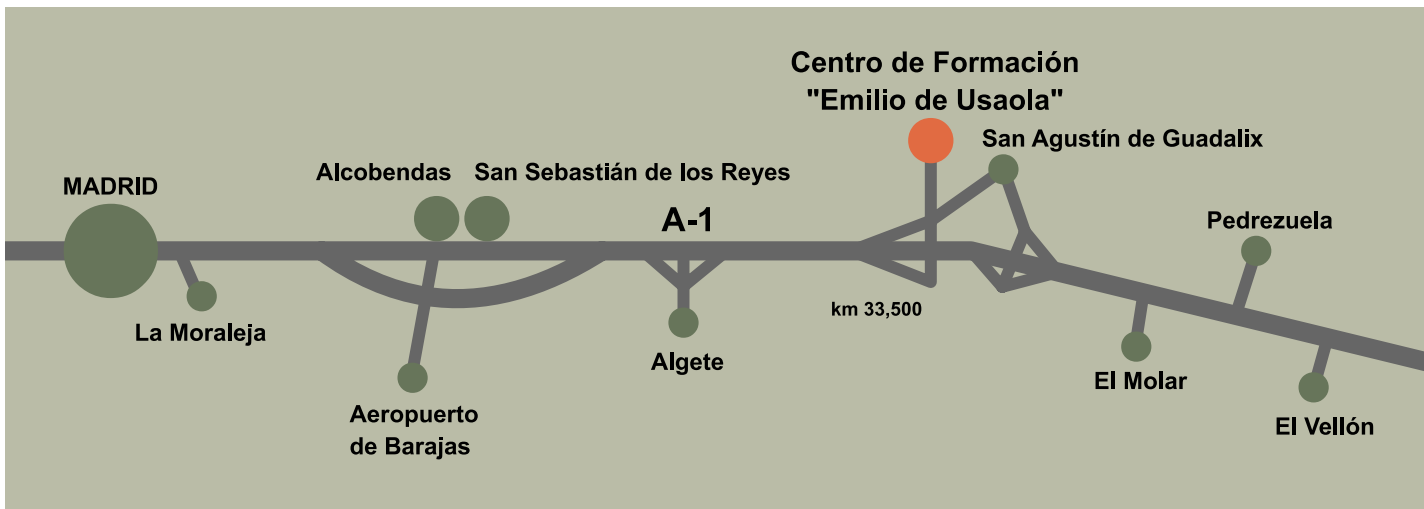 Centro de Formación
"Emilio de Usaola"
San Agustín de Guadalix
MADRID
Alcobendas
San Sebastián de los Reyes
A-1
Pedrezuela
km 33,500
La Moraleja
Algete
El Molar
Aeropuerto
de Barajas
El Vellón